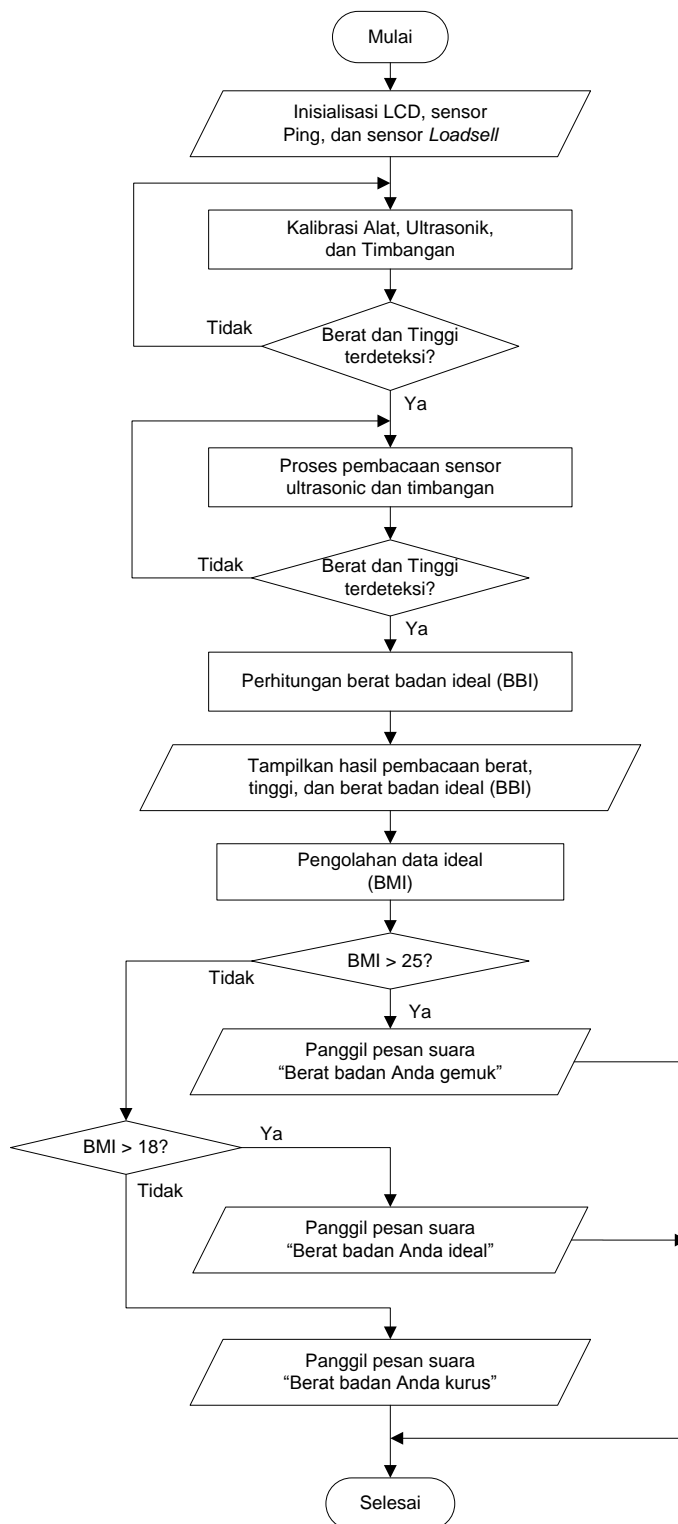 Mulai
Inisialisasi LCD, sensor
Ping, dan sensor Loadsell
Kalibrasi Alat, Ultrasonik,
dan Timbangan
Tidak
Berat dan Tinggi
terdeteksi?
Ya
Proses pembacaan sensor
ultrasonic dan timbangan
Tidak
Berat dan Tinggi
terdeteksi?
Ya
Perhitungan berat badan ideal (BBI)
Tampilkan hasil pembacaan berat,
tinggi, dan berat badan ideal (BBI)
Pengolahan data ideal
(BMI)
BMI > 25?
Tidak
Ya
Panggil pesan suara
“Berat badan Anda gemuk”
BMI > 18?
Ya
Tidak
Panggil pesan suara
“Berat badan Anda ideal”
Panggil pesan suara
“Berat badan Anda kurus”
Selesai